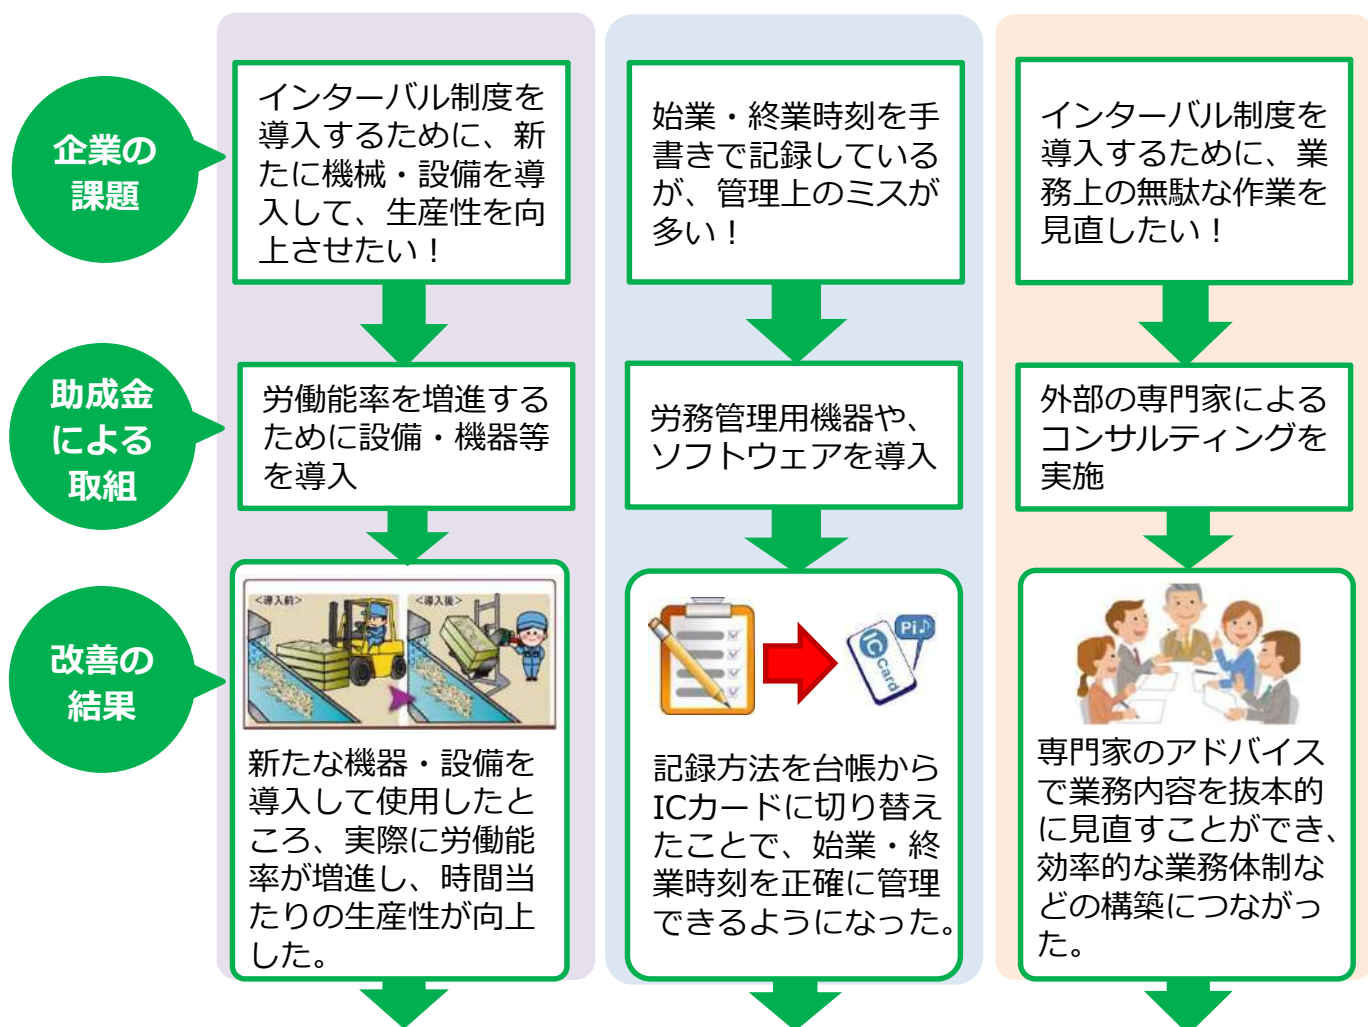 企業の
課題
インターバル制度を
導入するために、新
たに機械・設備を導
入して、生産性を向
上させたい！
始業・終業時刻を手
書きで記録している
が、管理上のミスが
多い！
インターバル制度を
導入するために、業
務上の無駄な作業を
見直したい！
助成金
による
取組
労働能率を増進する
ために設備・機器等
を導入
労務管理用機器や、
ソフトウェアを導入
外部の専門家による
コンサルティングを
実施
改善の
結果
<導入前>
<導入後>
新たな機器・設備を
導入して使用したと
ころ、実際に労働能
率が増進し、時間当
たりの生産性が向上
した。
IC
Card
Pi♪
記録方法を台帳から
ICカードに切り替え
たことで、始業・終
業時刻を正確に管理
できるようになった。
専門家のアドバイス
で業務内容を抜本的
に見直すことができ、
効率的な業務体制な
どの構築につながっ
た。